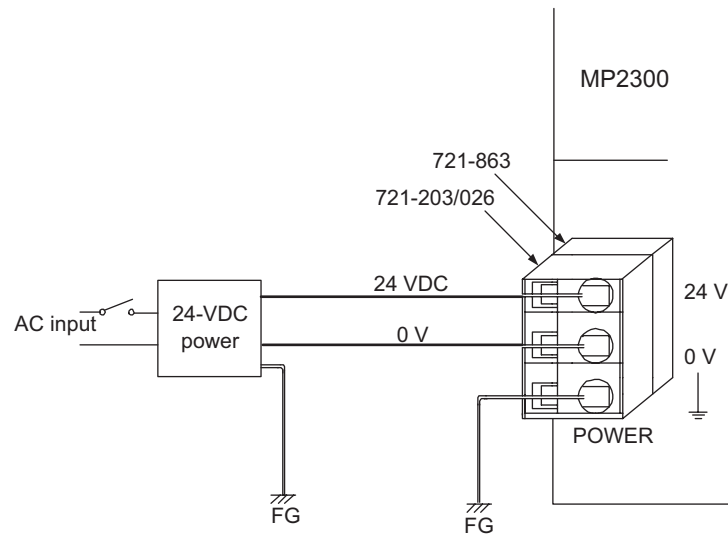 MP2300
721-863
721-203/026
24 VDC
24 V
AC input
24-VDC
power
0 V
0 V
POWER
FG
FG